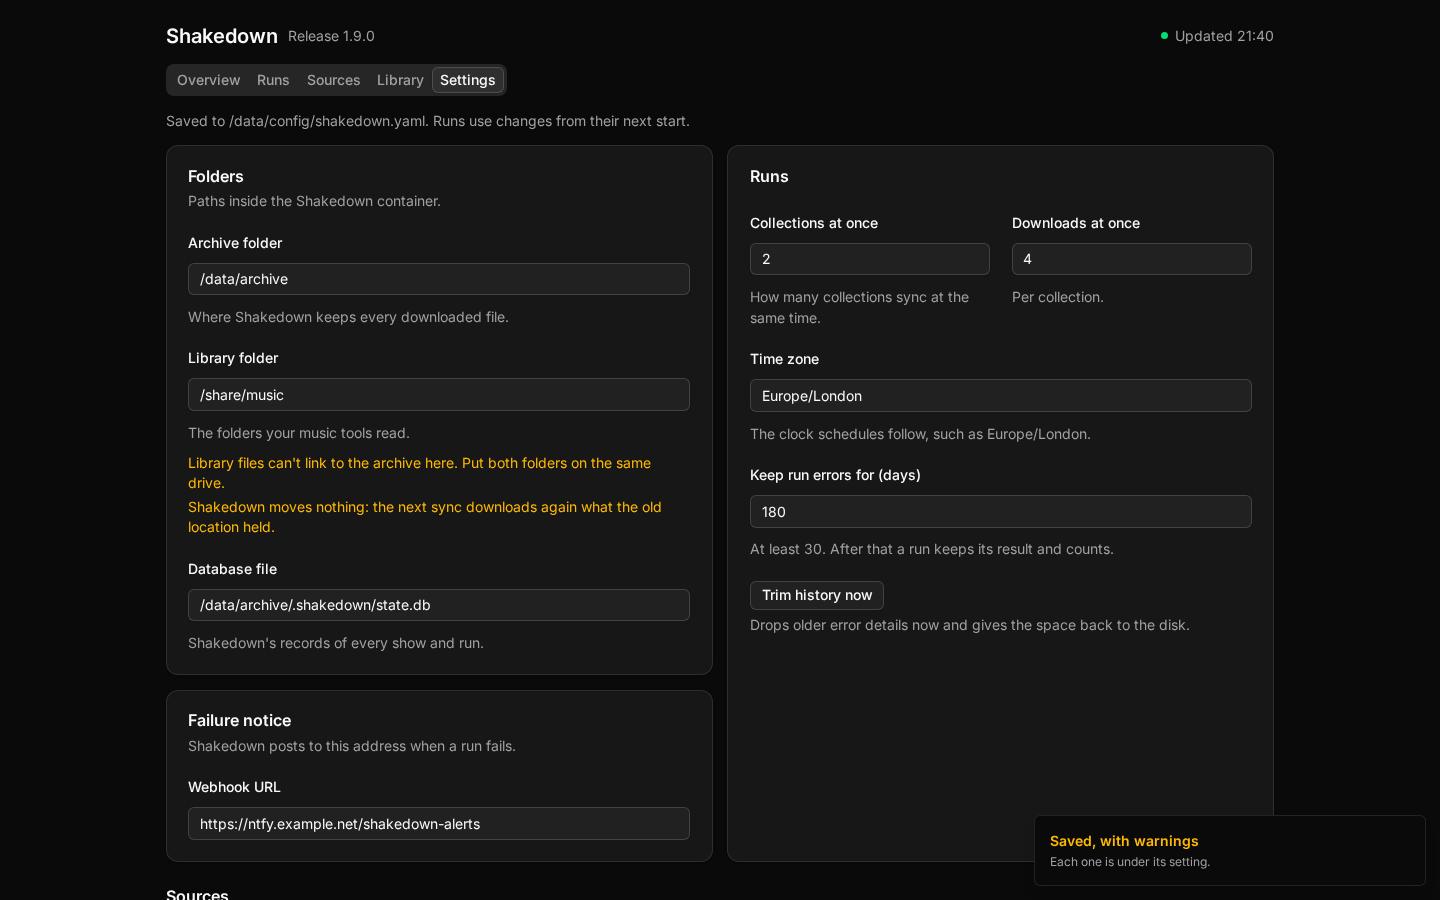 Shakedown Release 1.9.0
Updated 21:40
Overview Runs Sources Library Settings
Saved to /data/config/shakedown.yaml. Runs use changes from their next start.
Folders
Paths inside the Shakedown container.
Archive folder
/data/archive
Where Shakedown keeps every downloaded file.
Library folder
/share/music
The folders your music tools read.
Library files can't link to the archive here. Put both folders on the same
drive.
Shakedown moves nothing: the next sync downloads again what the old
location held.
Database file
/data/archive/.shakedown/state.db
Shakedown's records of every show and run.
Failure notice
Shakedown posts to this address when a run fails.
Webhook URL
https://ntfy.example.net/shakedown-alerts
Runs
Collections at once
2
How many collections sync at the
same time.
Downloads at once
4
Per collection.
Time zone
Europe/London
The clock schedules follow, such as Europe/London.
Keep run errors for (days)
180
At least 30. After that a run keeps its result and counts.
Trim history now
Drops older error details now and gives the space back to the disk.
Sources
Saved, with warnings
Each one is under its setting.